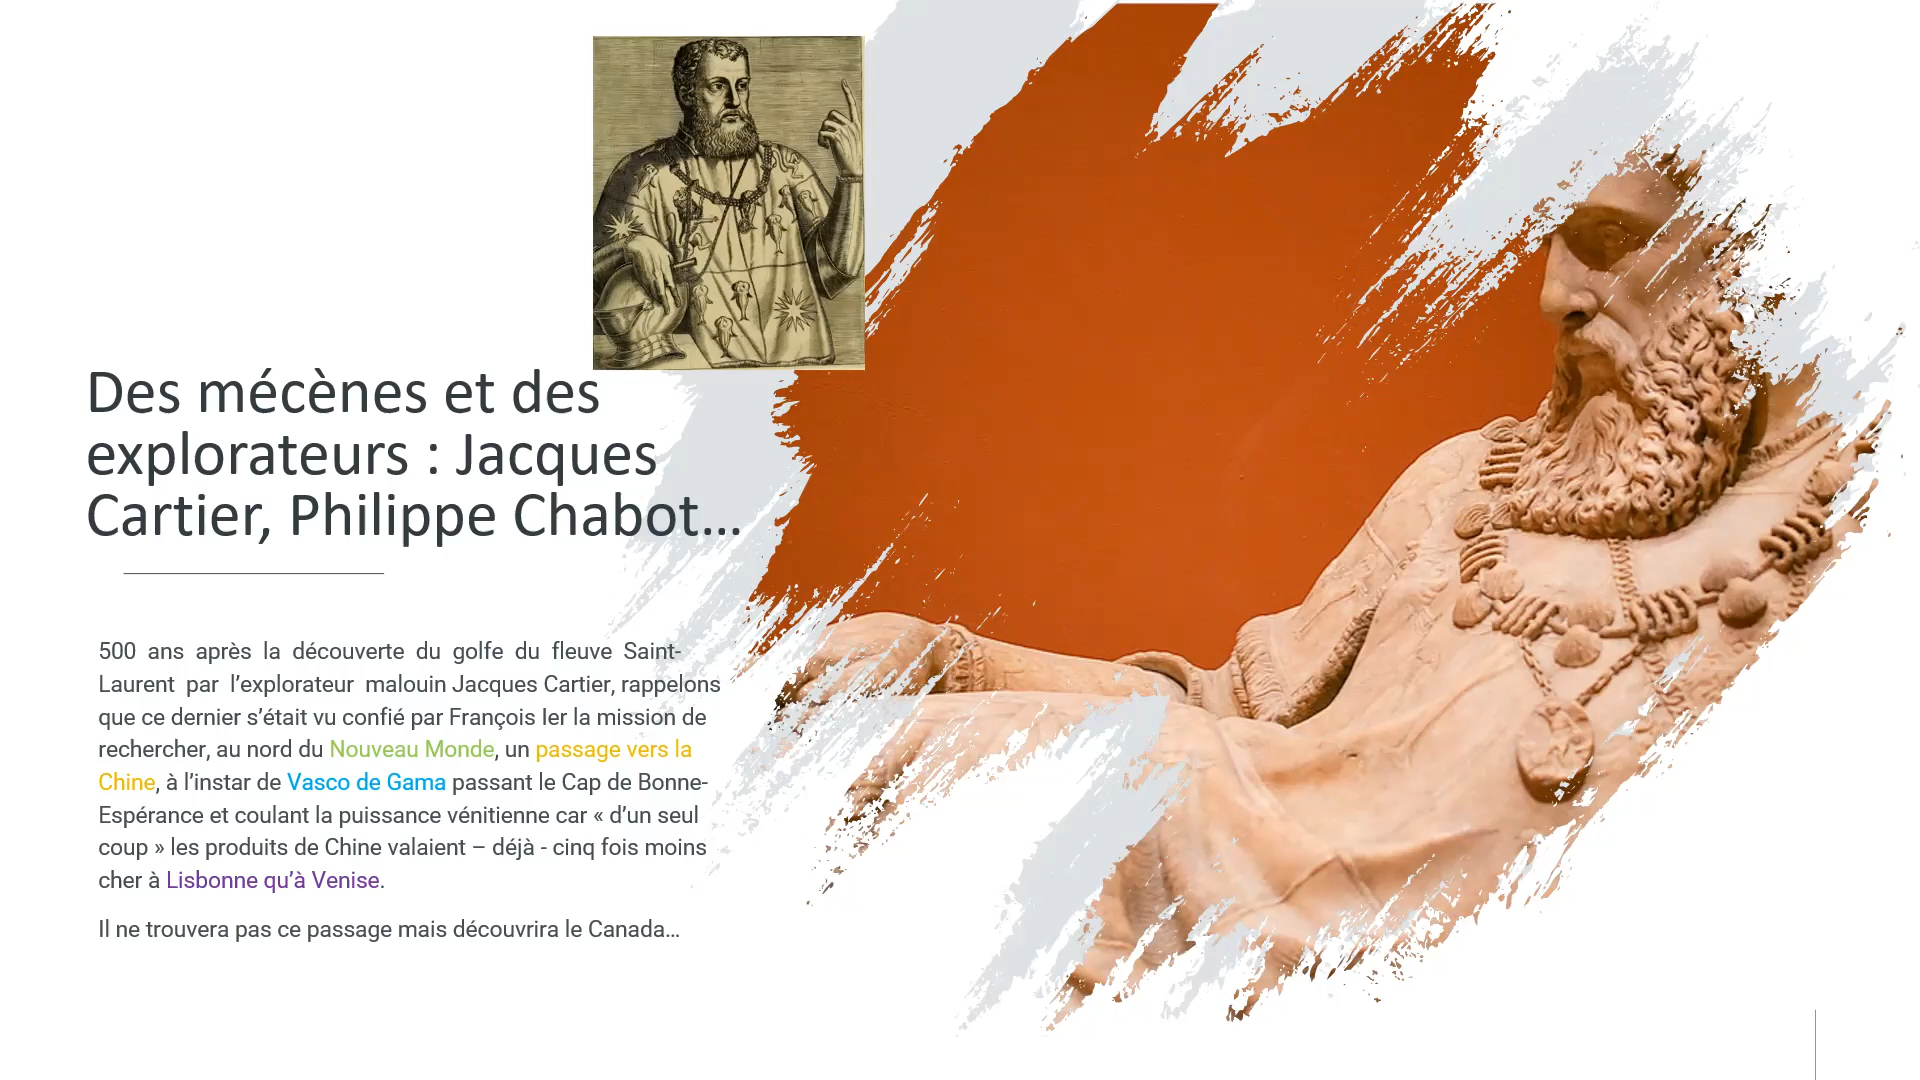 Des mécènes et des
explorateurs : Jacques
Cartier, Philippe Chabot…
500 ans après la découverte du golfe du fleuve Saint-
Laurent par l’explorateur malouin Jacques Cartier, rappelons
que ce dernier s’était vu confié par François Ier la mission de
rechercher, au nord du Nouveau Monde, un passage vers la
Chine, à l’instar de Vasco de Gama passant le Cap de Bonne-
Espérance et coulant la puissance vénitienne car « d’un seul
coup » les produits de Chine valaient – déjà - cinq fois moins
cher à Lisbonne qu’à Venise.
Il ne trouvera pas ce passage mais découvrira le Canada…